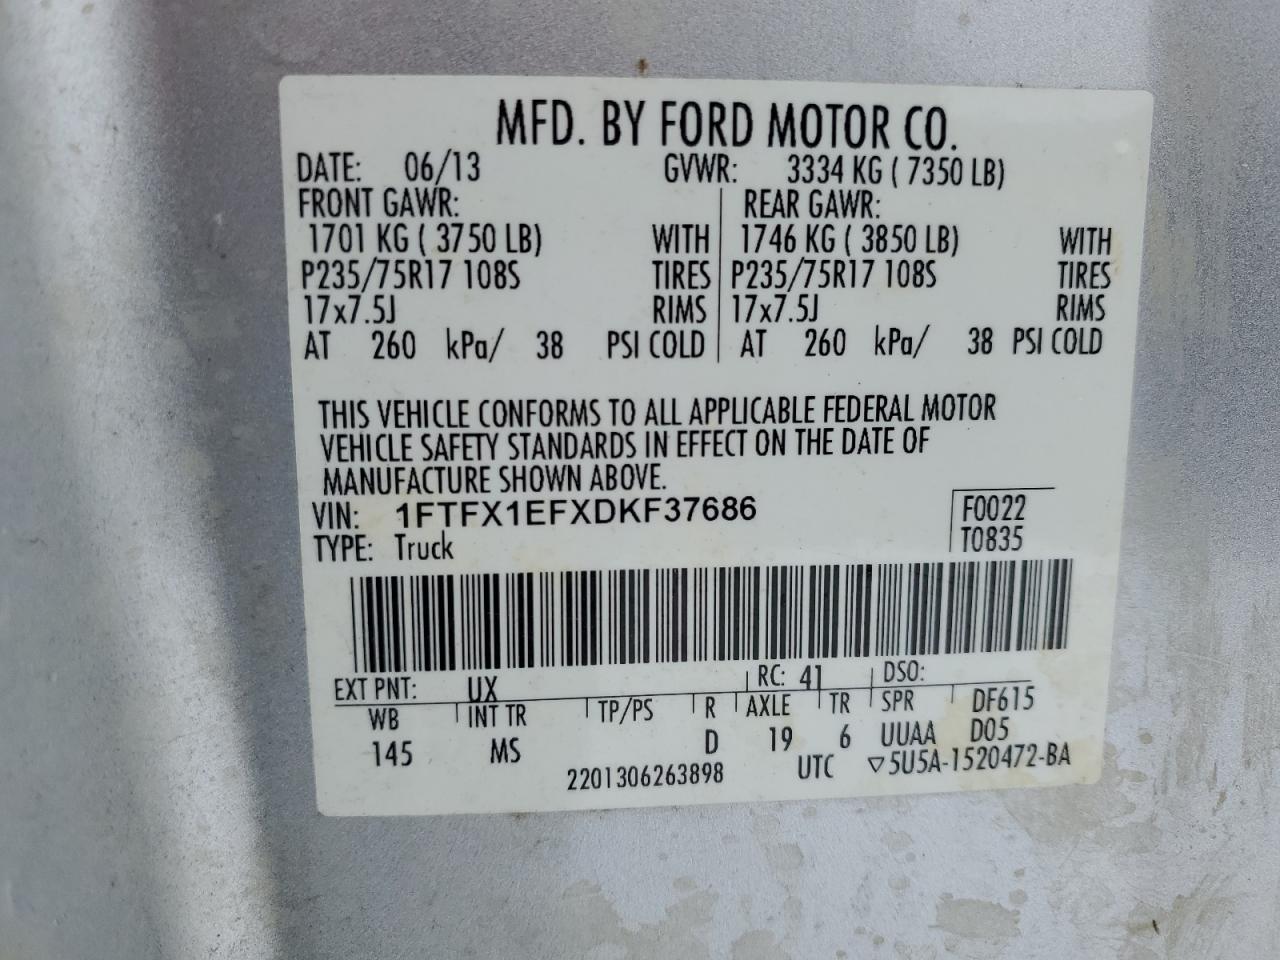 MFD. BY FORD MOTOR CO.
DATE: 06/13 GVWR: 3334 KG ( 7350 LB)
FRONT GAWR: REAR GAWR:
1701 KG ( 3750 LB) WITH 1746 KG ( 3850 LB) WITH
P235/75R17 108S TIRES P235/75R17 108S TIRES
17x7.5J RIMS 17x7.5J RIMS
AT 260 kPa/ 38 PSI COLD AT 260 kPa/ 38 PSI COLD
THIS VEHICLE CONFORMS TO ALL APPLICABLE FEDERAL MOTOR
VEHICLE SAFETY STANDARDS IN EFFECT ON THE DATE OF
MANUFACTURE SHOWN ABOVE.
VIN: 1FTFX1EFXDKF37686 F0022
TYPE: Truck T0835
EXT PNT: UX RC: 41 DSO:
WB INT TR TP/PS R AXLE TR SPR DF615
145 MS D 19 6 UUAA D05
2201306263898 UTC ▽5U5A-1520472-BA